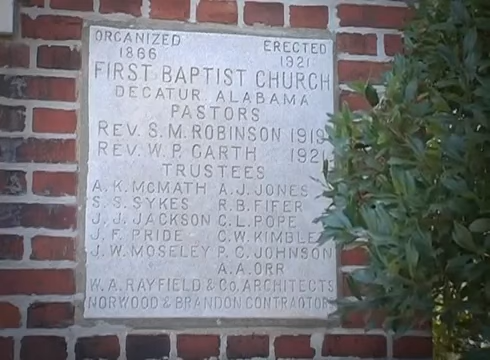 ORGANIZED ERECTED
1866 1921
FIRST BAPTIST CHURCH
DECATUR ALABAMA
PASTORS
REV. S. M. ROBINSON 1919
REV. W. P. GARTH 1921
TRUSTEES
A. K. MCMATH A. J. JONES
S. S. SYKES R. B. FIFER
J. J. JACKSON C. L. POPE
J. F. PRIDE C. W. KIMBLE
J. W. MOSELEY P. C. JOHNSON
A. A. ORR
W. A. RAYFIELD & CO. ARCHITECTS
NORWOOD & BRANDON CONTRACTOR